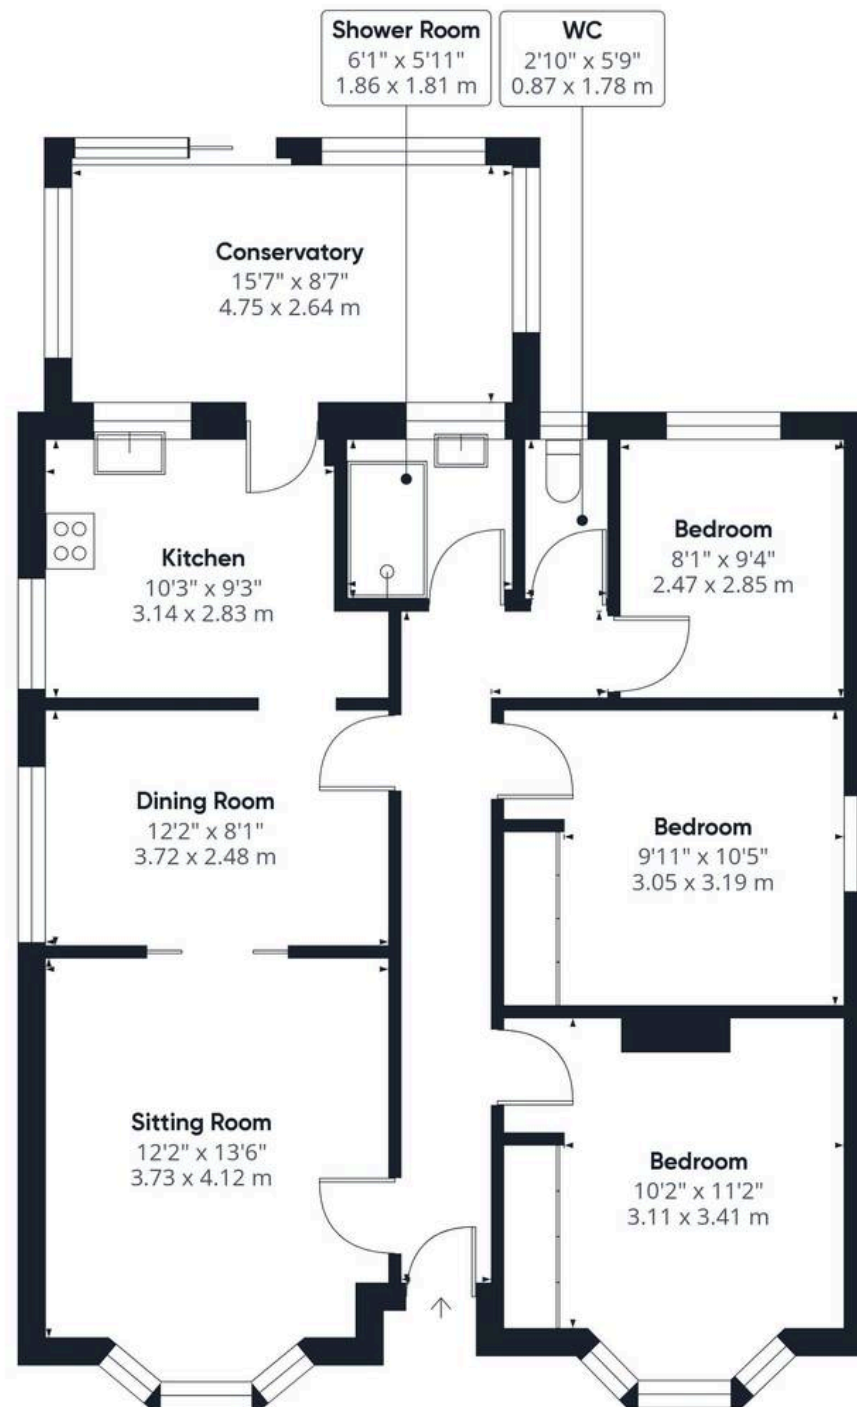 Shower Room
6'1" x 5'11"
1.86 x 1.81 m
WC
2'10" x 5'9"
0.87 x 1.78 m
Conservatory
15'7" x 8'7"
4.75 x 2.64 m
Kitchen
10'3" x 9'3"
3.14 x 2.83 m
Bedroom
8'1" x 9'4"
2.47 x 2.85 m
Dining Room
12'2" x 8'1"
3.72 x 2.48 m
Bedroom
9'11" x 10'5"
3.05 x 3.19 m
Sitting Room
12'2" x 13'6"
3.73 x 4.12 m
Bedroom
10'2" x 11'2"
3.11 x 3.41 m